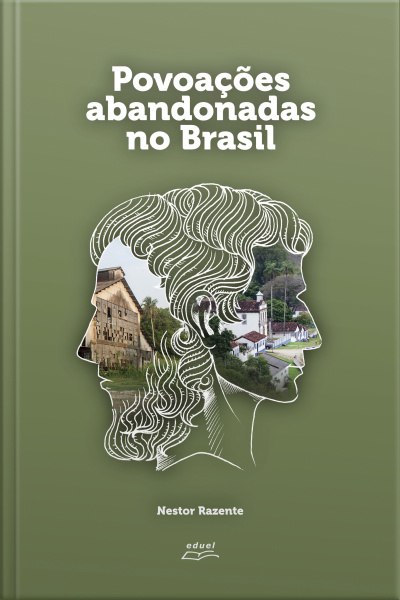 Povoações
abandonadas
no Brasil
Nestor Razente
eduel